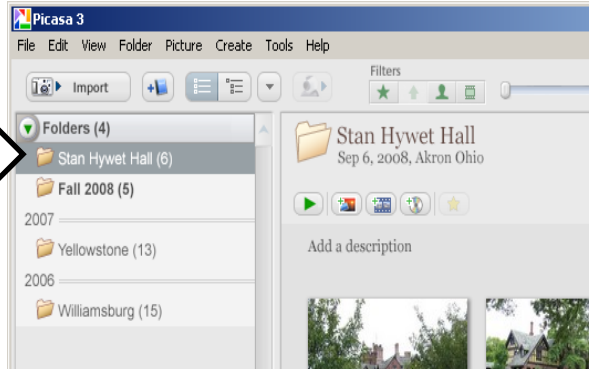 Picasa 3
File Edit View Folder Picture Create Tools Help
Import
Filters
Folders (4)
Stan Hywet Hall (6)
Fall 2008 (5)
2007
Yellowstone (13)
2006
Williamsburg (15)
Stan Hywet Hall
Sep 6, 2008, Akron Ohio
Add a description